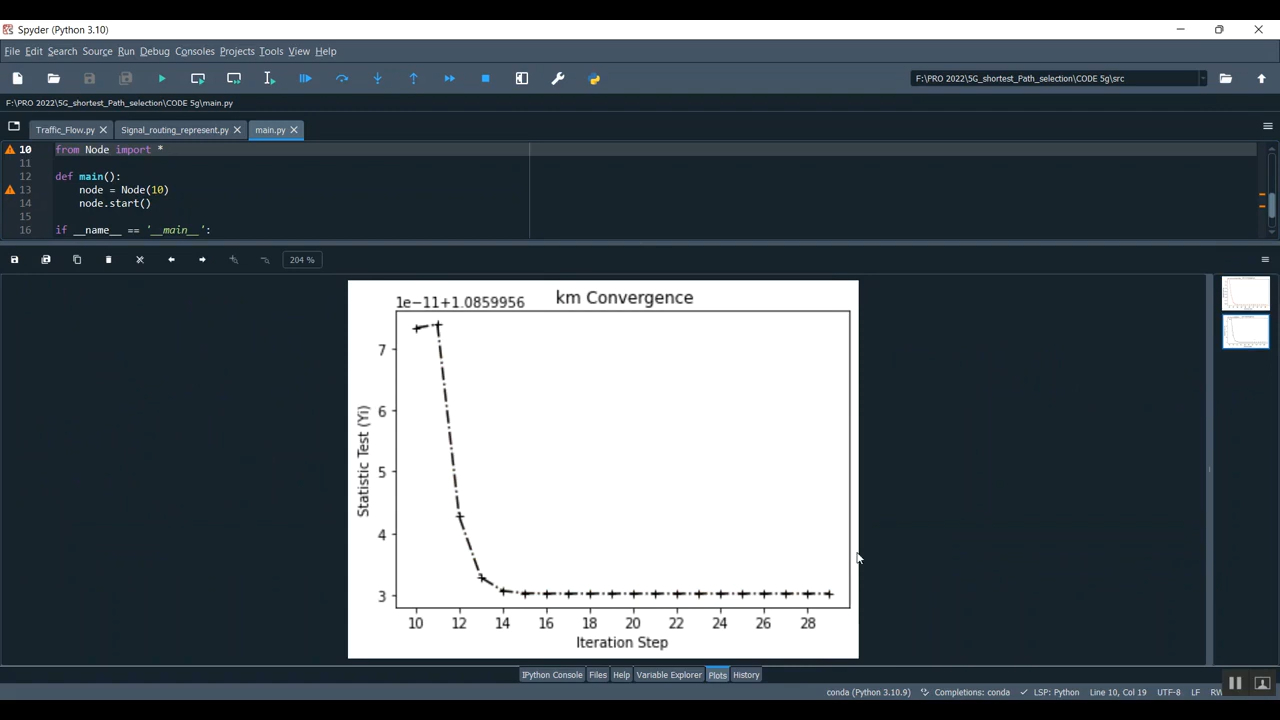 Spyder (Python 3.10)
File Edit Search Source Run Debug Consoles Projects Tools View Help
F:\PRO 2022\5G_shortest_Path_selection\CODE 5g\src
F:\PRO 2022\5G_shortest_Path_selection\CODE 5g\main.py
Traffic_Flow.py Signal_routing_represent.py main.py
10 from Node import *
11
12 def main():
13 node = Node(10)
14 node.start()
15
16 if __name__ == '__main__':
204 %
1e-11+1.0859956 km Convergence
7
6
5
4
3
Statistic Test (Yi)
10 12 14 16 18 20 22 24 26 28
Iteration Step
IPython Console Files Help Variable Explorer Plots History
conda (Python 3.10.9) Completions: conda LSP: Python Line 10, Col 19 UTF-8 LF RW